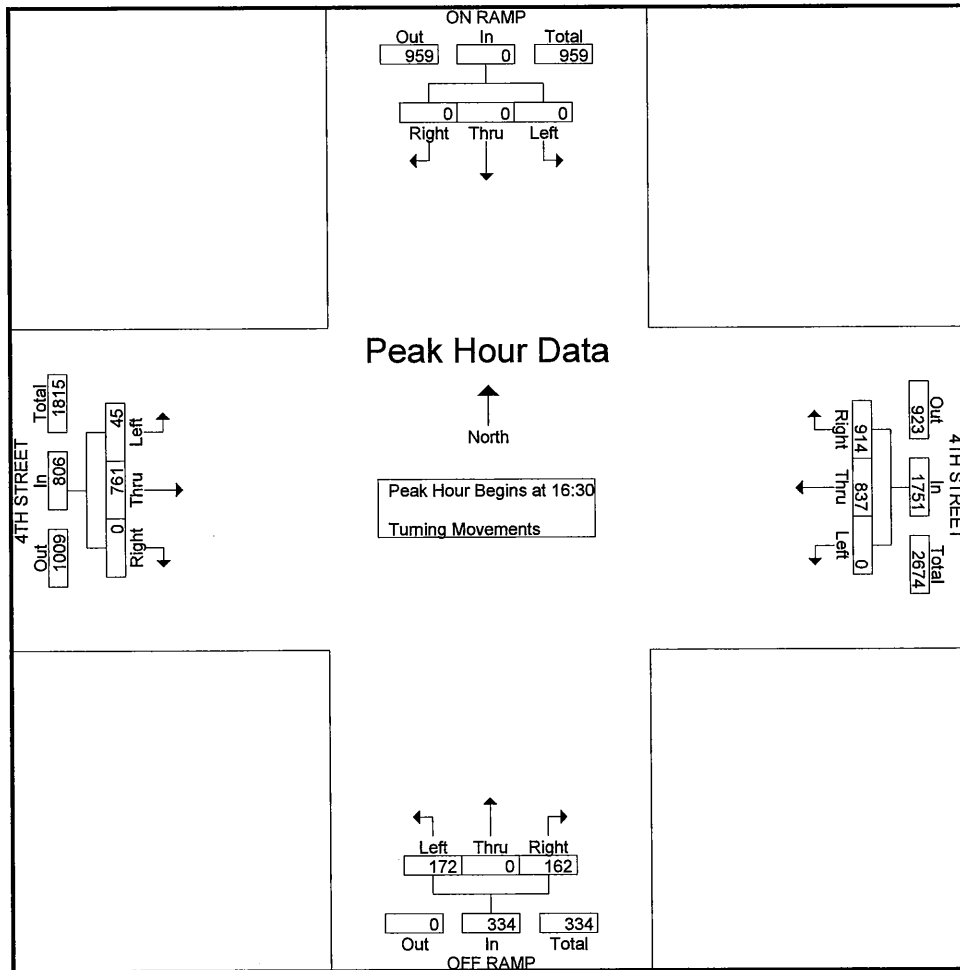 ON RAMP
Out In Total
959 0 959
0 0 0
Right Thru Left
Peak Hour Data
North
Peak Hour Begins at 16:30
Turning Movements
4TH STREET
Total In Out
1815 806 1009
45 761 0
Left Thru Right
Right Thru Left
914 837 0
Out In Total
923 1751 2674
4TH STREET
Left Thru Right
172 0 162
0 334 334
Out In Total
OFF RAMP